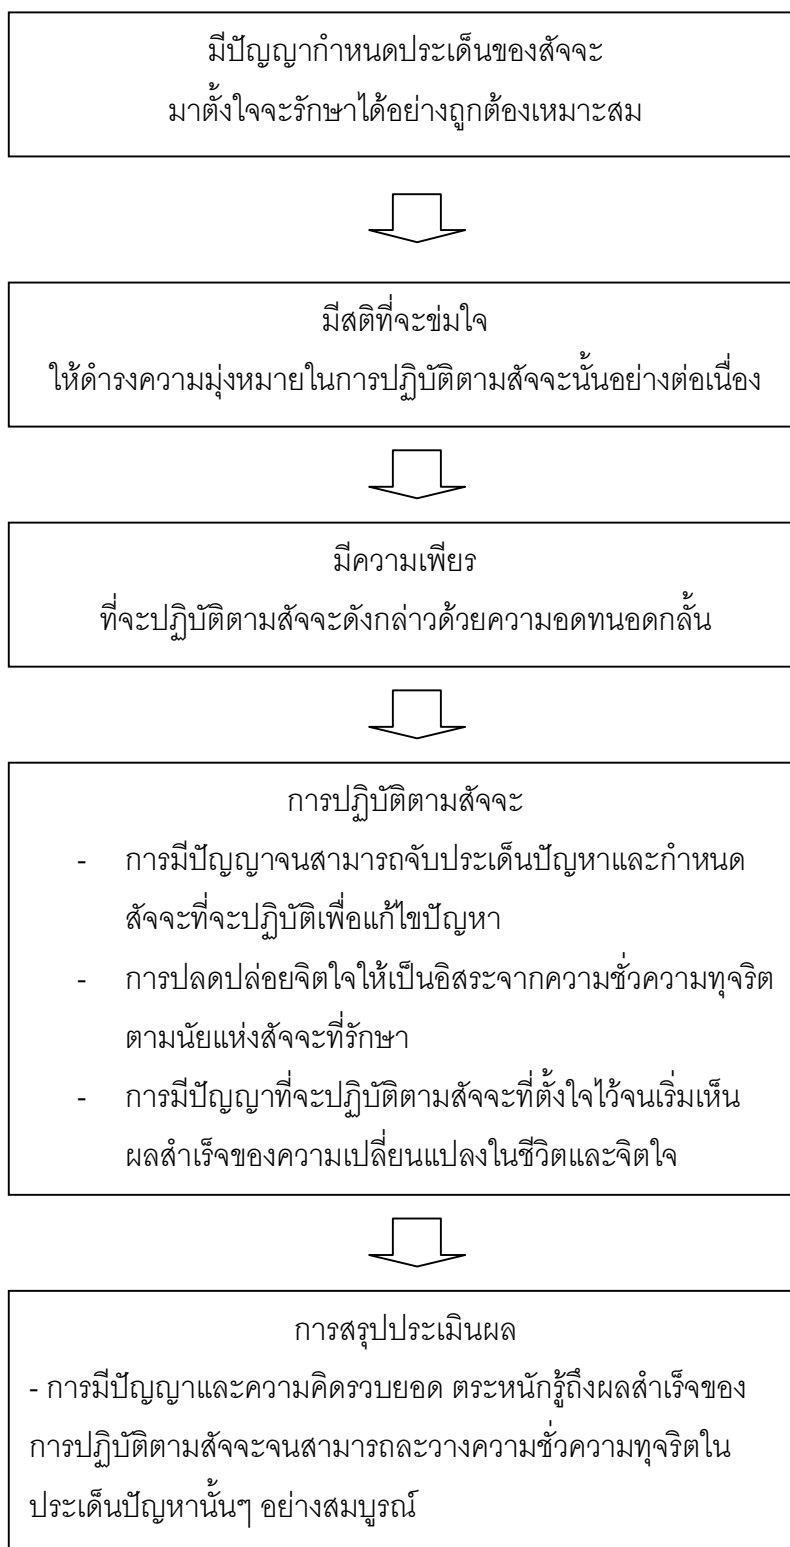 มีปัญญากำหนดประเด็นของสัจจะ
มาตั้งใจจะรักษาได้อย่างถูกต้องเหมาะสม
มีสติที่จะข่มใจ
ให้ดำรงความมุ่งหมายในการปฏิบัติตามสัจจะนั้นอย่างต่อเนื่อง
มีความเพียร
ที่จะปฏิบัติตามสัจจะดังกล่าวด้วยความอดทนอดกลั้น
การปฏิบัติตามสัจจะ
- การมีปัญญาจนสามารถจับประเด็นปัญหาและกำหนด
สัจจะที่จะปฏิบัติเพื่อแก้ไขปัญหา
- การปลดปล่อยจิตใจให้เป็นอิสระจากความชั่วความทุจริต
ตามนัยแห่งสัจจะที่รักษา
- การมีปัญญาที่จะปฏิบัติตามสัจจะที่ตั้งใจไว้จนเริ่มเห็น
ผลสำเร็จของความเปลี่ยนแปลงในชีวิตและจิตใจ
การสรุปประเมินผล
- การมีปัญญาและความคิดรวบยอด ตระหนักรู้ถึงผลสำเร็จของ
การปฏิบัติตามสัจจะจนสามารถละวางความชั่วความทุจริตใน
ประเด็นปัญหานั้นๆ อย่างสมบูรณ์